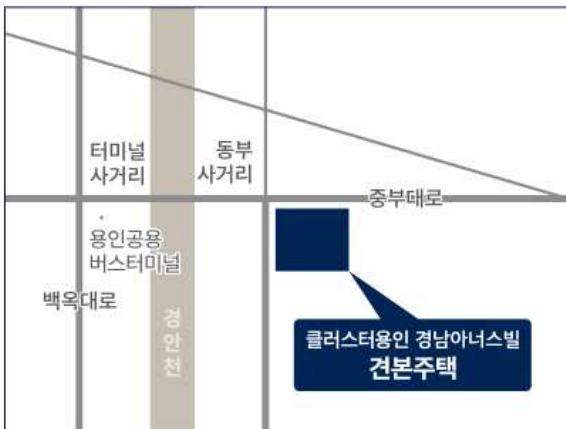 터미널
사거리
동부
사거리
중부대로
용인공용
버스터미널
백옥대로
경안천
클러스터용인 경남아너스빌
견본주택